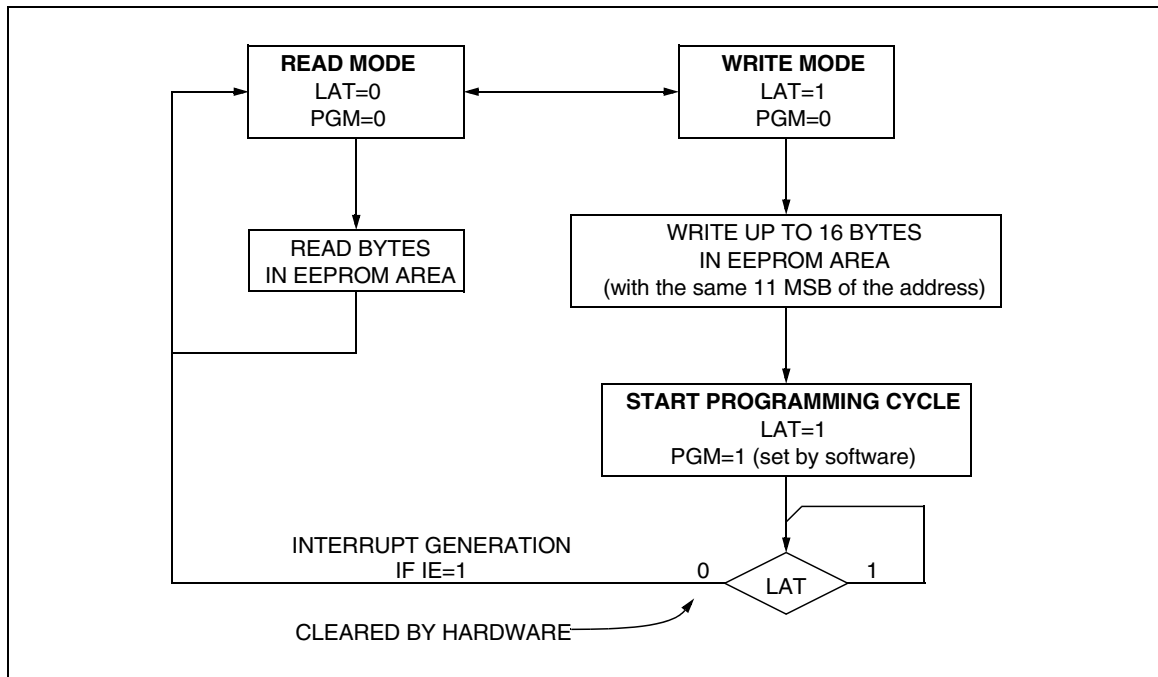 READ MODE
LAT=0
PGM=0
WRITE MODE
LAT=1
PGM=0
READ BYTES
IN EEPROM AREA
WRITE UP TO 16 BYTES
IN EEPROM AREA
(with the same 11 MSB of the address)
START PROGRAMMING CYCLE
LAT=1
PGM=1 (set by software)
INTERRUPT GENERATION
IF IE=1
0
LAT
1
CLEARED BY HARDWARE